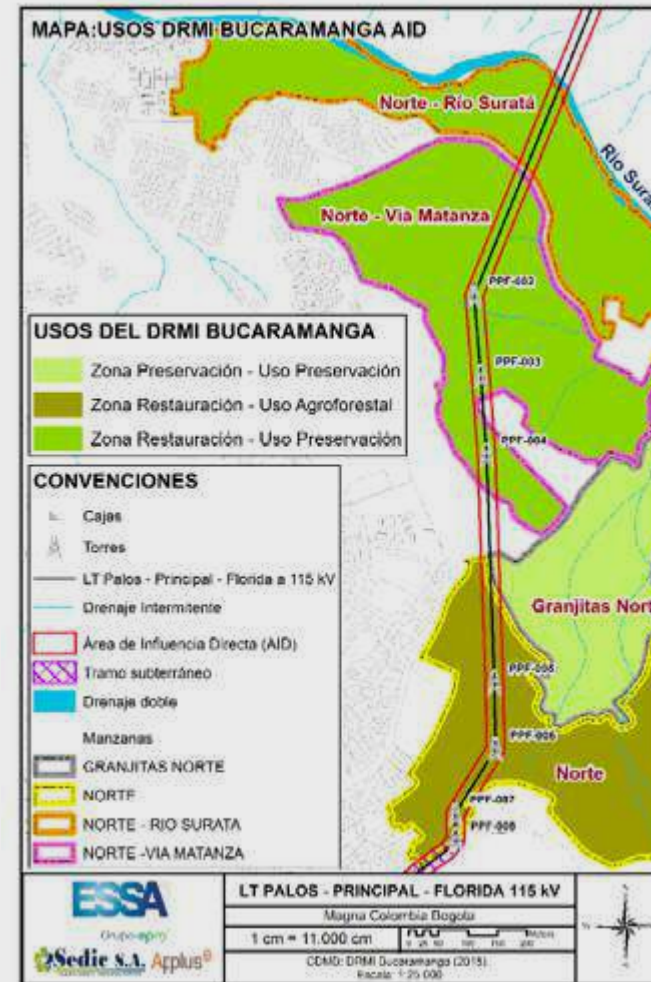 MAPA:USOS DRMI BUCARAMANGA AID
Norte - Río Suratá
Río Sura
Norte - Via Matanza
PPF-002
PPF-003
PPF-004
Granjitas Nort
PPF-005
PPF-006
Norte
PPF-007
PPF-008
USOS DEL DRMI BUCARAMANGA
Zona Preservación - Uso Preservación
Zona Restauración - Uso Agroforestal
Zona Restauración - Uso Preservación
CONVENCIONES
Cajas
Torres
LT Palos - Principal - Florida a 115 kV
Drenaje Intermitente
Área de Influencia Directa (AID)
Tramo subterráneo
Drenaje doble
Manzanas
GRANJITAS NORTE
NORTE
NORTE - RIO SURATA
NORTE -VIA MATANZA
ESSA
Grupo·epm
Sedic S.A. Applus⊕
LT PALOS - PRINCIPAL - FLORIDA 115 kV
Magna Colombia Bogota
1 cm = 11.000 cm
DRMI Bucaramanga (2015).
Escala: 1:25 000